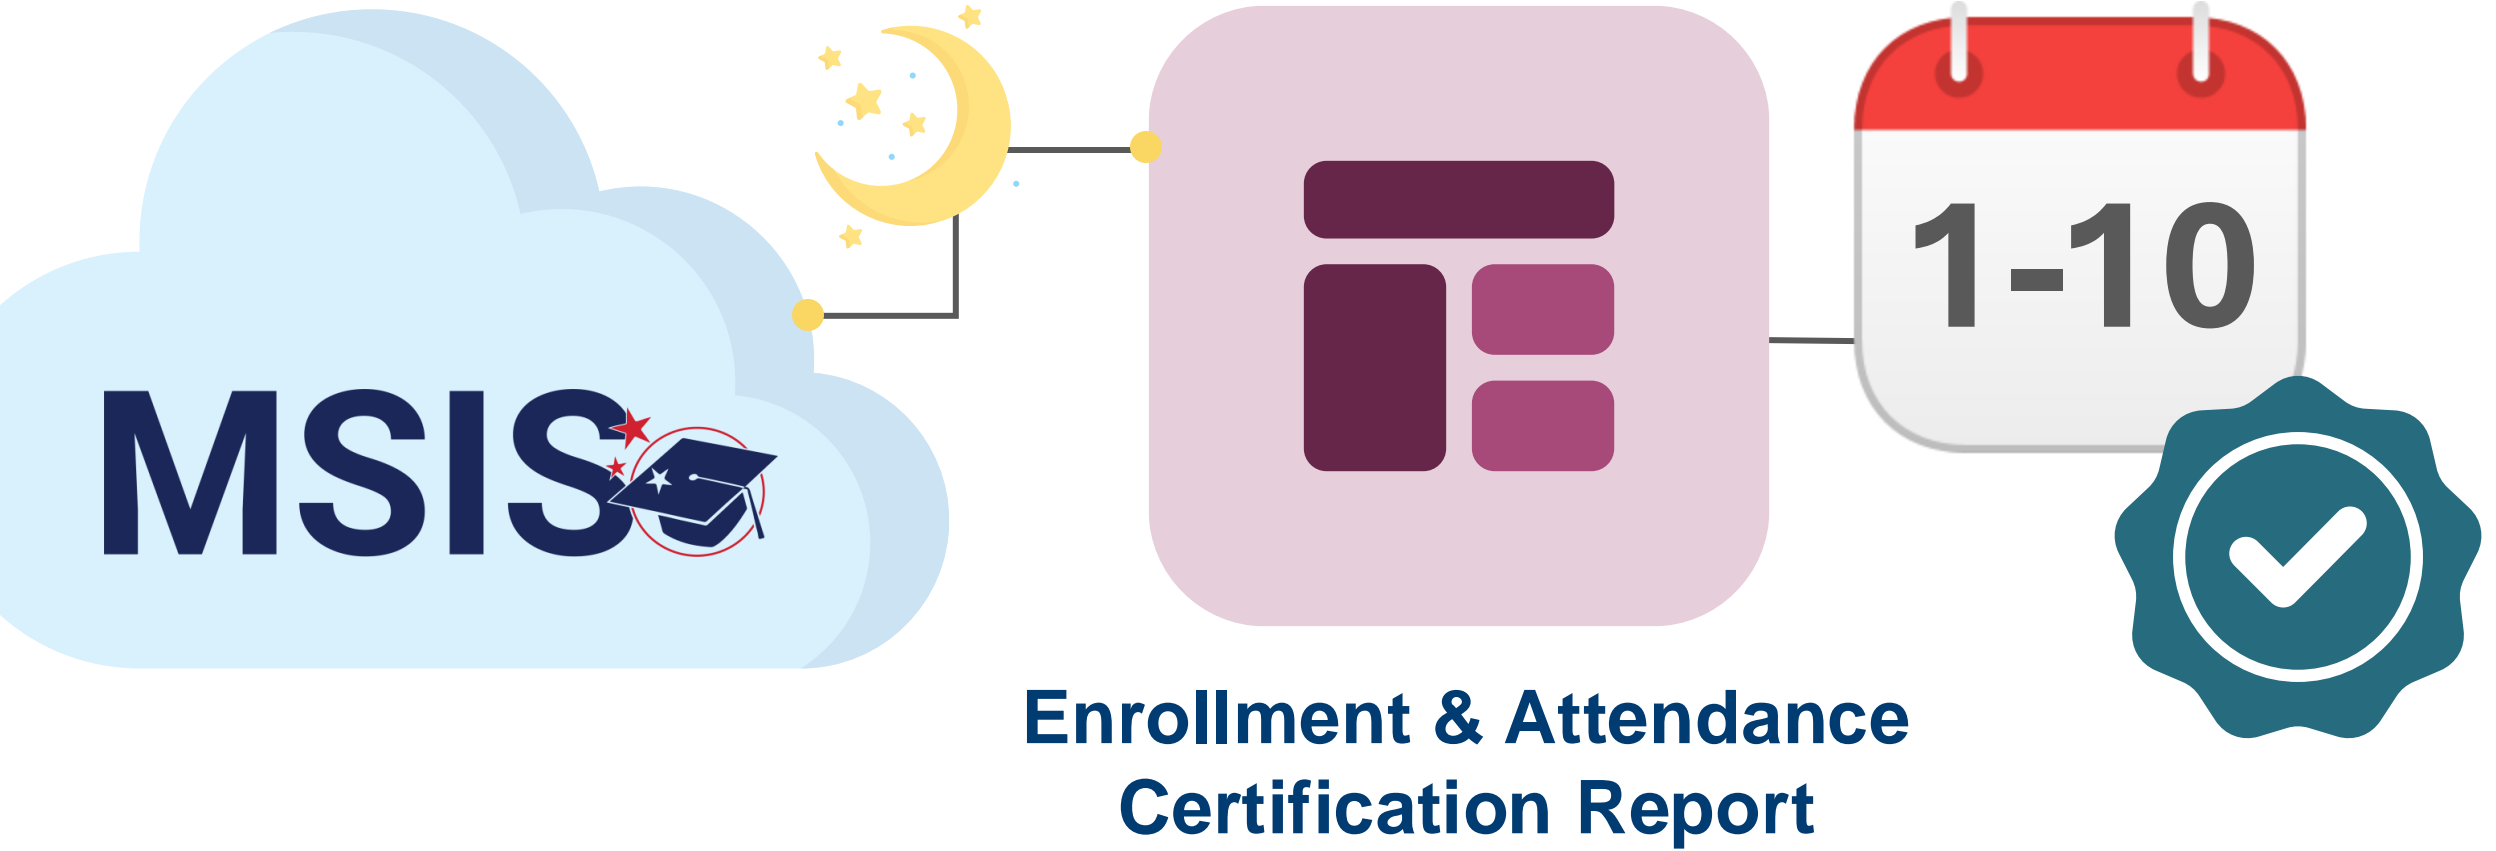 MSIS
1-10
Enrollment & Attendance
Certification Report